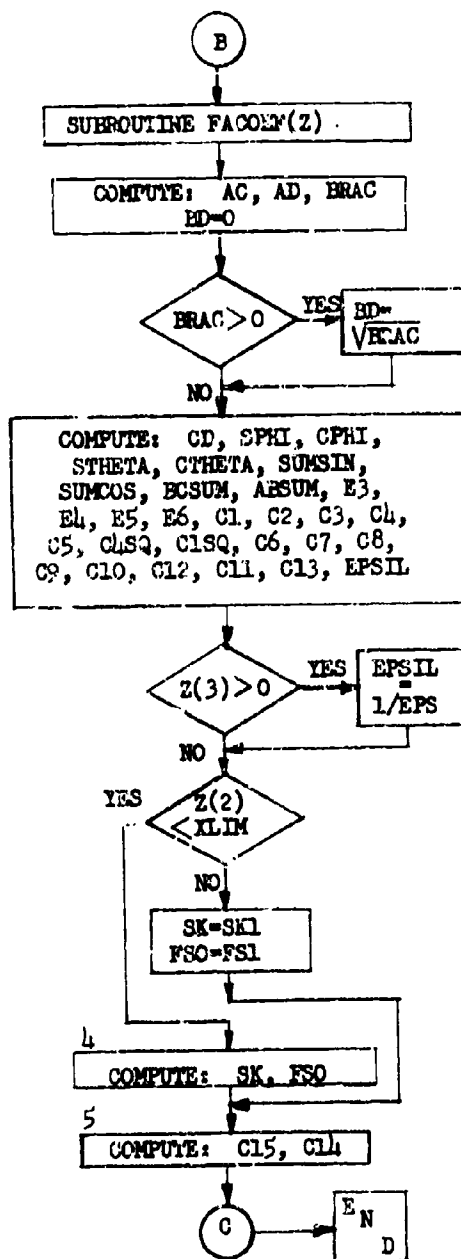 B
SUBROUTINE FACOEF(Z)
COMPUTE: AC, AD, BRAC
BD=0
BRAC>0
YES
BD=
√BRAC
NO
COMPUTE: CD, SPHI, CPHI,
STHETA, CTHETA, SUMSIN,
SUMCOS, BCSUM, ABSUM, E3,
E4, E5, E6, C1, C2, C3, C4,
C5, C4SQ, C1SQ, C6, C7, C8,
C9, C10, C12, C11, C13, EPSIL
Z(3)>0
YES
EPSIL
=
1/EPS
NO
YES
Z(2)
<XLIM
NO
SK=SK1
FSO=FS1
4
COMPUTE: SK, FSO
5
COMPUTE: C15, C14
C
E
N
D